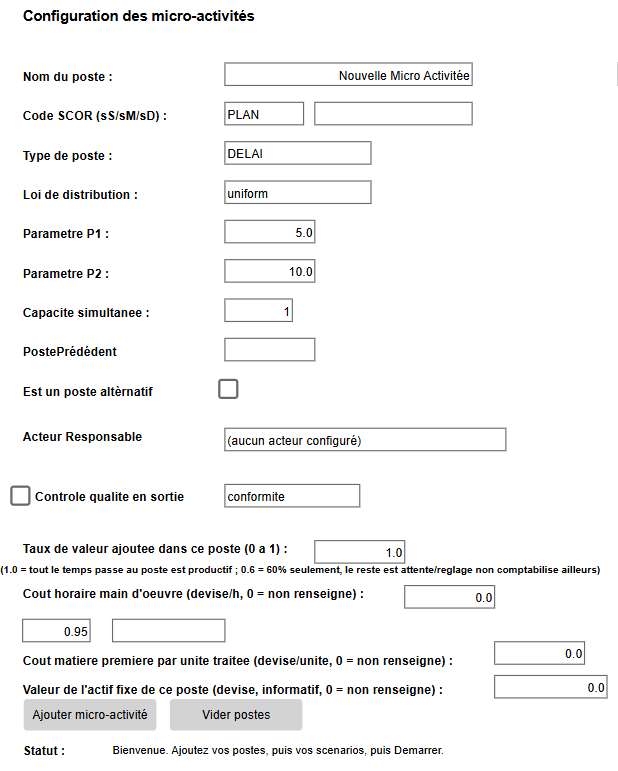 Configuration des micro-activités
Nom du poste : Nouvelle Micro Activitée
Code SCOR (sS/sM/sD) : PLAN
Type de poste : DELAI
Loi de distribution : uniform
Parametre P1 : 5.0
Parametre P2 : 10.0
Capacite simultanee : 1
PostePrédédent
Est un poste altèrnatif
Acteur Responsable (aucun acteur configuré)
Controle qualite en sortie conformite
Taux de valeur ajoutee dans ce poste (0 a 1) : 1.0
(1.0 = tout le temps passe au poste est productif ; 0.6 = 60% seulement, le reste est attente/reglage non comptabilise ailleurs)
Cout horaire main d'oeuvre (devise/h, 0 = non renseigne) : 0.0
0.95
Cout matiere premiere par unite traitee (devise/unite, 0 = non renseigne) : 0.0
Valeur de l'actif fixe de ce poste (devise, informatif, 0 = non renseigne) : 0.0
Ajouter micro-activité Vider postes
Statut : Bienvenue. Ajoutez vos postes, puis vos scenarios, puis Demarrer.